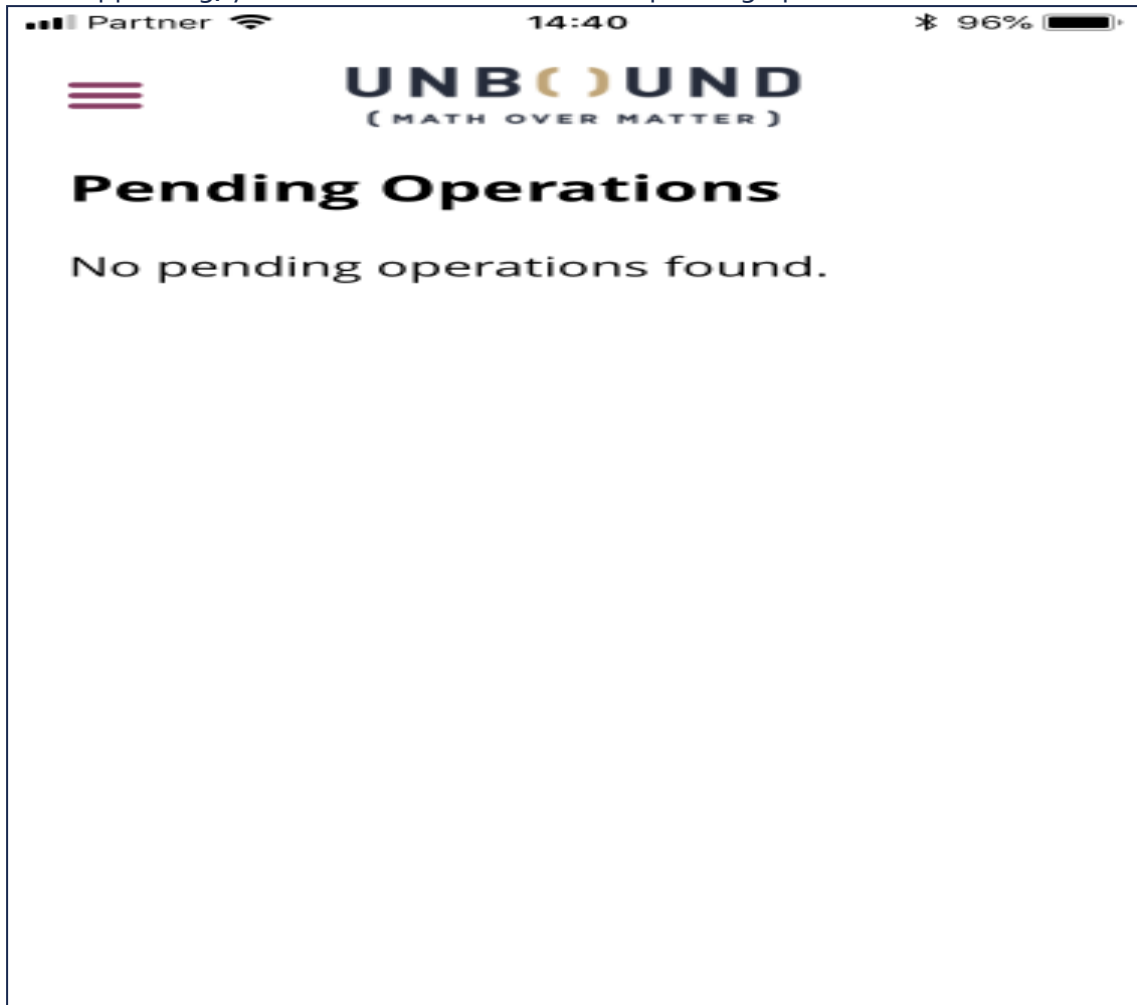 Partner 14:40 96%
UNB()UND
(MATH OVER MATTER)
Pending Operations
No pending operations found.